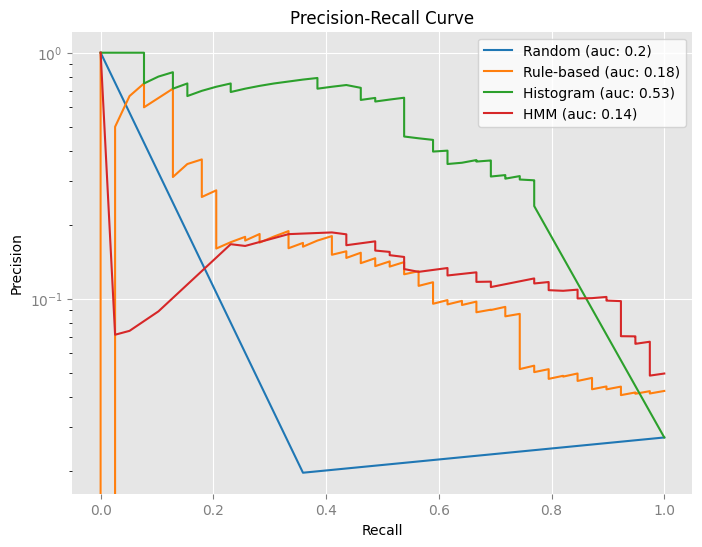 Precision-Recall Curve
Random (auc: 0.2)
Rule-based (auc: 0.18)
Histogram (auc: 0.53)
HMM (auc: 0.14)
10⁰
10⁻¹
Precision
0.0 0.2 0.4 0.6 0.8 1.0
Recall